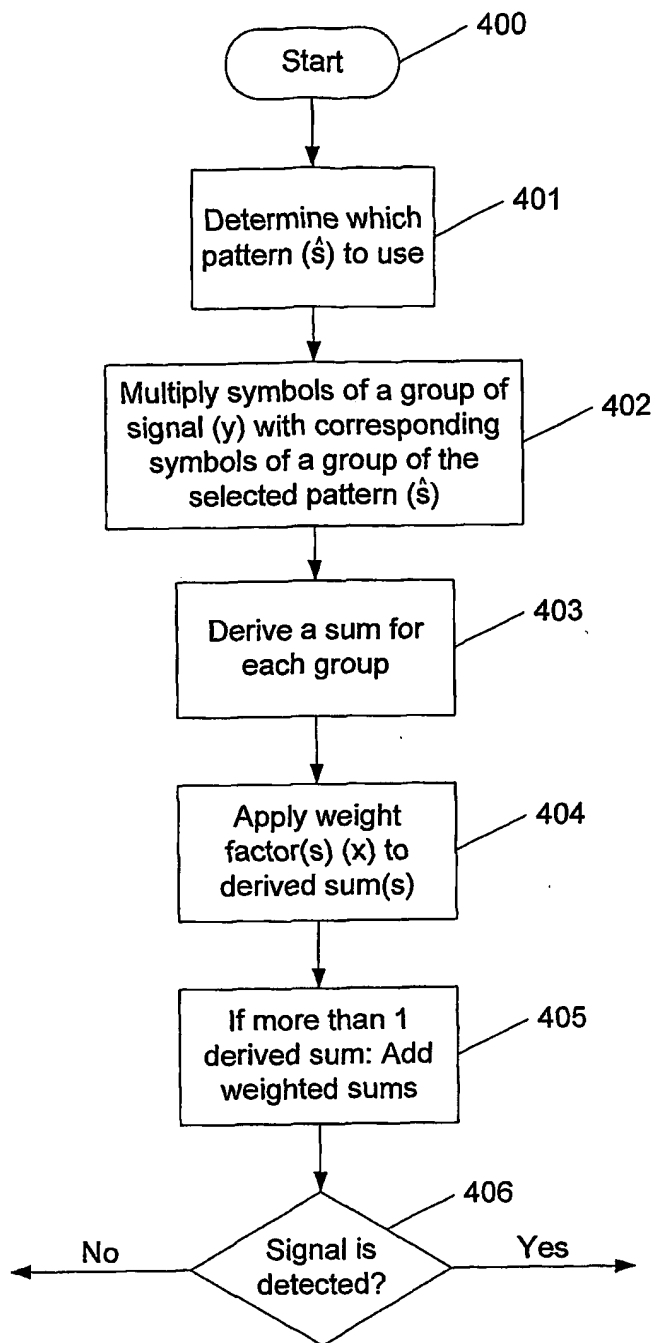 Start
400
Determine which
pattern (ŝ) to use
401
Multiply symbols of a group of
signal (y) with corresponding
symbols of a group of the
selected pattern (ŝ)
402
Derive a sum for
each group
403
Apply weight
factor(s) (x) to
derived sum(s)
404
If more than 1
derived sum: Add
weighted sums
405
406
No
Signal is
detected?
Yes